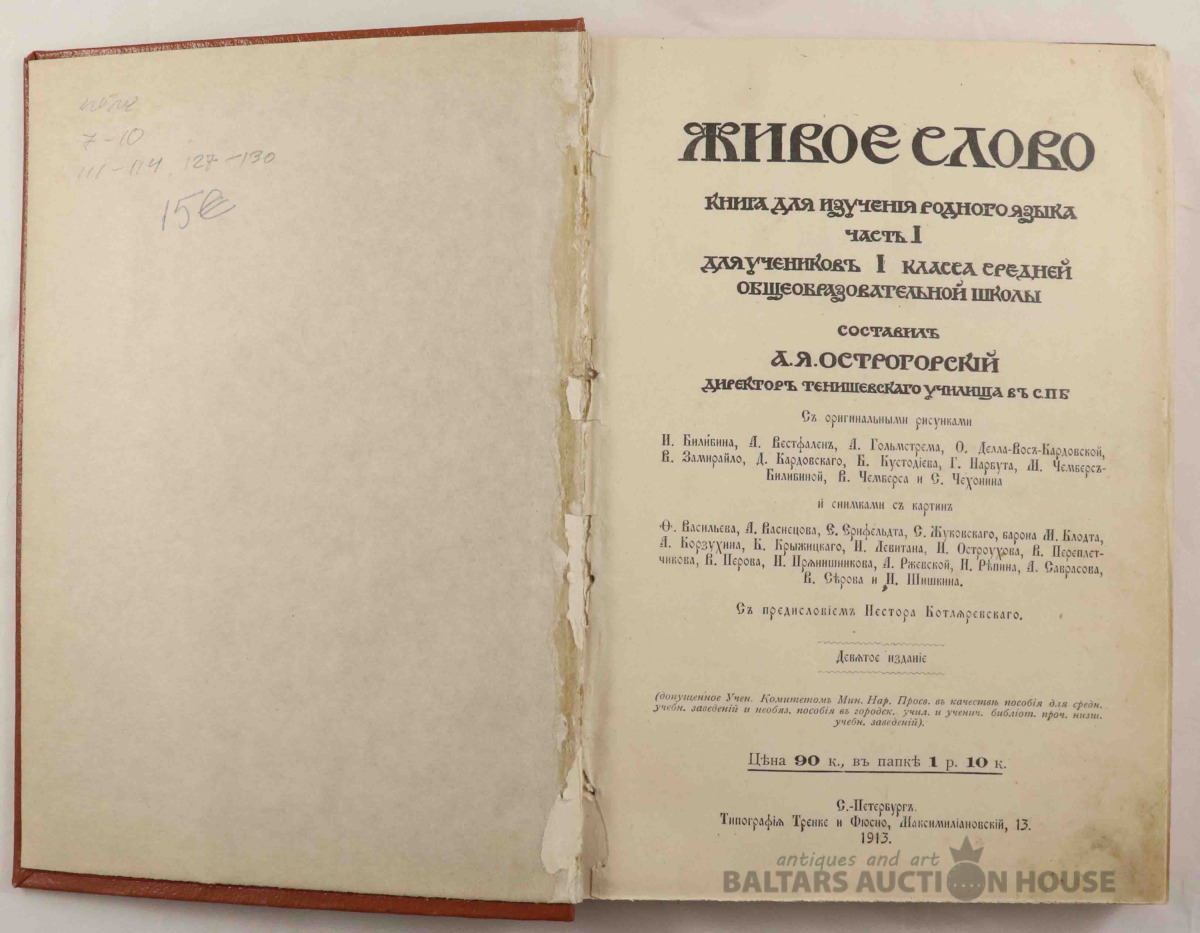 7-10
111-114, 127-130
15€
ЖИВОЕ СЛОВО
КНИГА ДЛЯ ИЗУЧЕНІЯ РОДНОГО ЯЗЫКА
ЧАСТЬ I
ДЛЯ УЧЕНИКОВЪ I КЛАССА СРЕДНЕЙ
ОБЩЕОБРАЗОВАТЕЛЬНОЙ ШКОЛЫ
СОСТАВИЛЪ
А.Я.ОСТРОГОРСКІЙ
ДИРЕКТОРЪ ТЕНИШЕВСКАГО УЧИЛИЩА ВЪ С.П Б
Съ оригинальными рисунками
И. Билибина, А. Вестфаленъ, А. Гольмстрема, О. Делла-Восъ-Кардовской,
В. Замирайло, Д. Кардовскаго, Б. Кустодіева, Г. Нарбута, М. Чемберсъ-
Билибиной, В. Чемберса и С. Чехонина
и снимками съ картинъ
Ѳ. Васильева, А. Васнецова, Е. Ерифельдта, С. Жуковскаго, барона М. Клодта,
А. Корзухина, К. Крыжицкаго, И. Левитана, И. Остроухова, В. Переплет-
чикова, В. Перова, И. Прянишникова, А. Ржевской, И. Рѣпина, А. Саврасова,
В. Сѣрова и И. Шишкина.
Съ предисловіемъ Нестора Котляревскаго.
Девятое изданіе
(допущенное Учен. Комитетомъ Мин. Нар. Просв. въ качествѣ пособія для средн.
учебн. заведеній и необяз. пособія въ городск. учил. и ученич. библіот. проч. низш.
учебн. заведеній).
Цѣна 90 к., въ папкѣ 1 р. 10 к.
С.-Петербургъ.
Типографія Тренке и Фюсно, Максимиліановскій, 13.
1913.
antiques and art
BALTARS AUCTION HOUSE